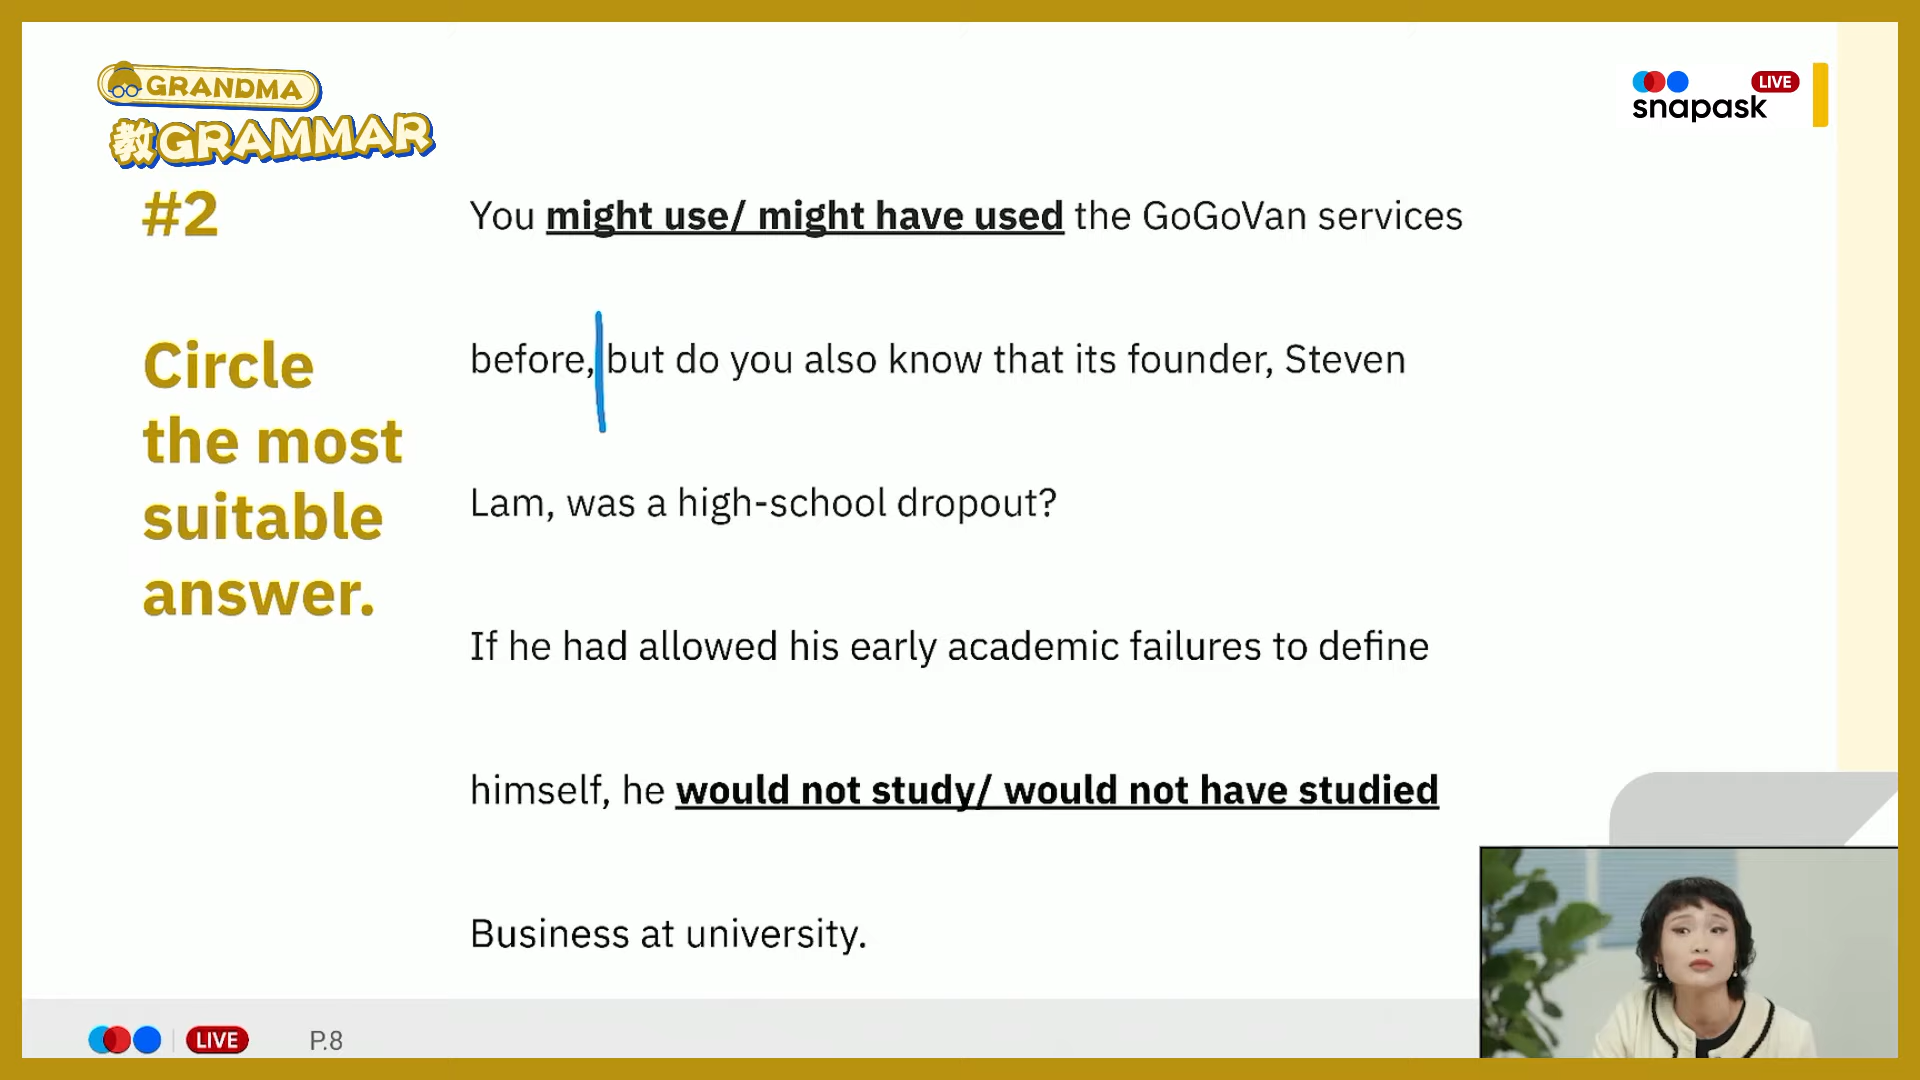 GRANDMA
教GRAMMAR
LIVE
snapask
#2
Circle
the most
suitable
answer.
You might use/ might have used the GoGoVan services
before, but do you also know that its founder, Steven
Lam, was a high-school dropout?
If he had allowed his early academic failures to define
himself, he would not study/ would not have studied
Business at university.
LIVE
P.8